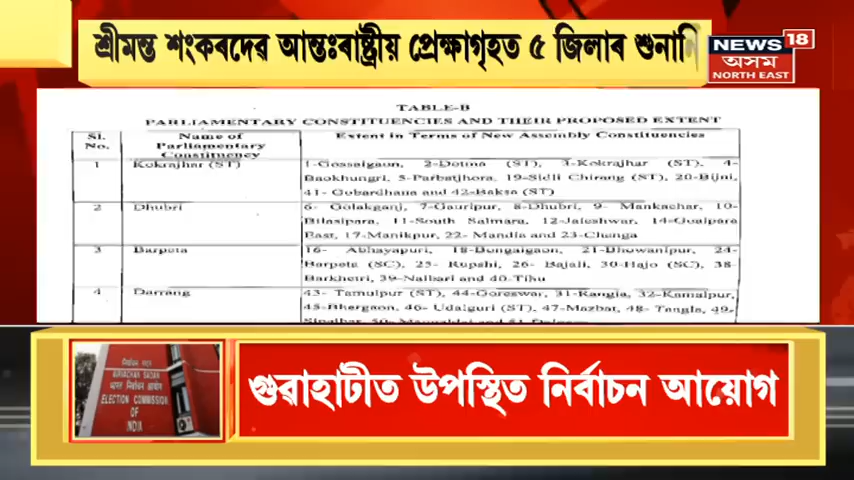 শ্ৰীমন্ত শংকৰদেৱ আন্তঃৰাষ্ট্ৰীয় প্ৰেক্ষাগৃহত ৫ জিলাৰ শুনানি
NEWS 18
অসম
NORTH EAST
TABLE-B
PARLIAMENTARY CONSTITUENCIES AND THEIR PROPOSED EXTENT
Sl. No. Name of Parliamentary Constituency Extent in Terms of New Assembly Constituencies
1 Kokrajhar (ST) 1-Gossaigaon, 2-Dotma (ST), 3-Kokrajhar (ST), 4-
Baokhungri, 5-Parbatjhora, 19-Sidli Chirang (ST), 20-Bijni,
41- Gobardhana and 42-Baksa (ST)
2 Dhubri 6- Golakganj, 7-Gauripur, 8-Dhubri, 9- Mankachar, 10-
Bilasipara, 11-South Salmara, 12-Jaleshwar, 14-Goalpara
East, 17-Manikpur, 22- Mandia and 23-Chenga
3 Barpeta 16- Abhayapuri, 18-Bongaigaon, 21-Bhowanipur, 24-
Barpeta (SC), 25- Rupshi, 26- Bajali, 30-Hajo (SC), 38-
Barkhetri, 39-Nalbari and 40-Tihu
4 Darrang 43- Tamulpur (ST), 44-Goreswar, 31-Rangia, 32-Kamalpur,
45-Bhergaon, 46- Udalguri (ST), 47-Mazbat, 48- Tangla, 49-
নিৰ্বাচন সদন
NIRVACHAN SADAN
भारत निर्वाचन आयोग
ELECTION COMMISSION
OF
INDIA
গুৱাহাটীত উপস্থিত নিৰ্বাচন আয়োগ